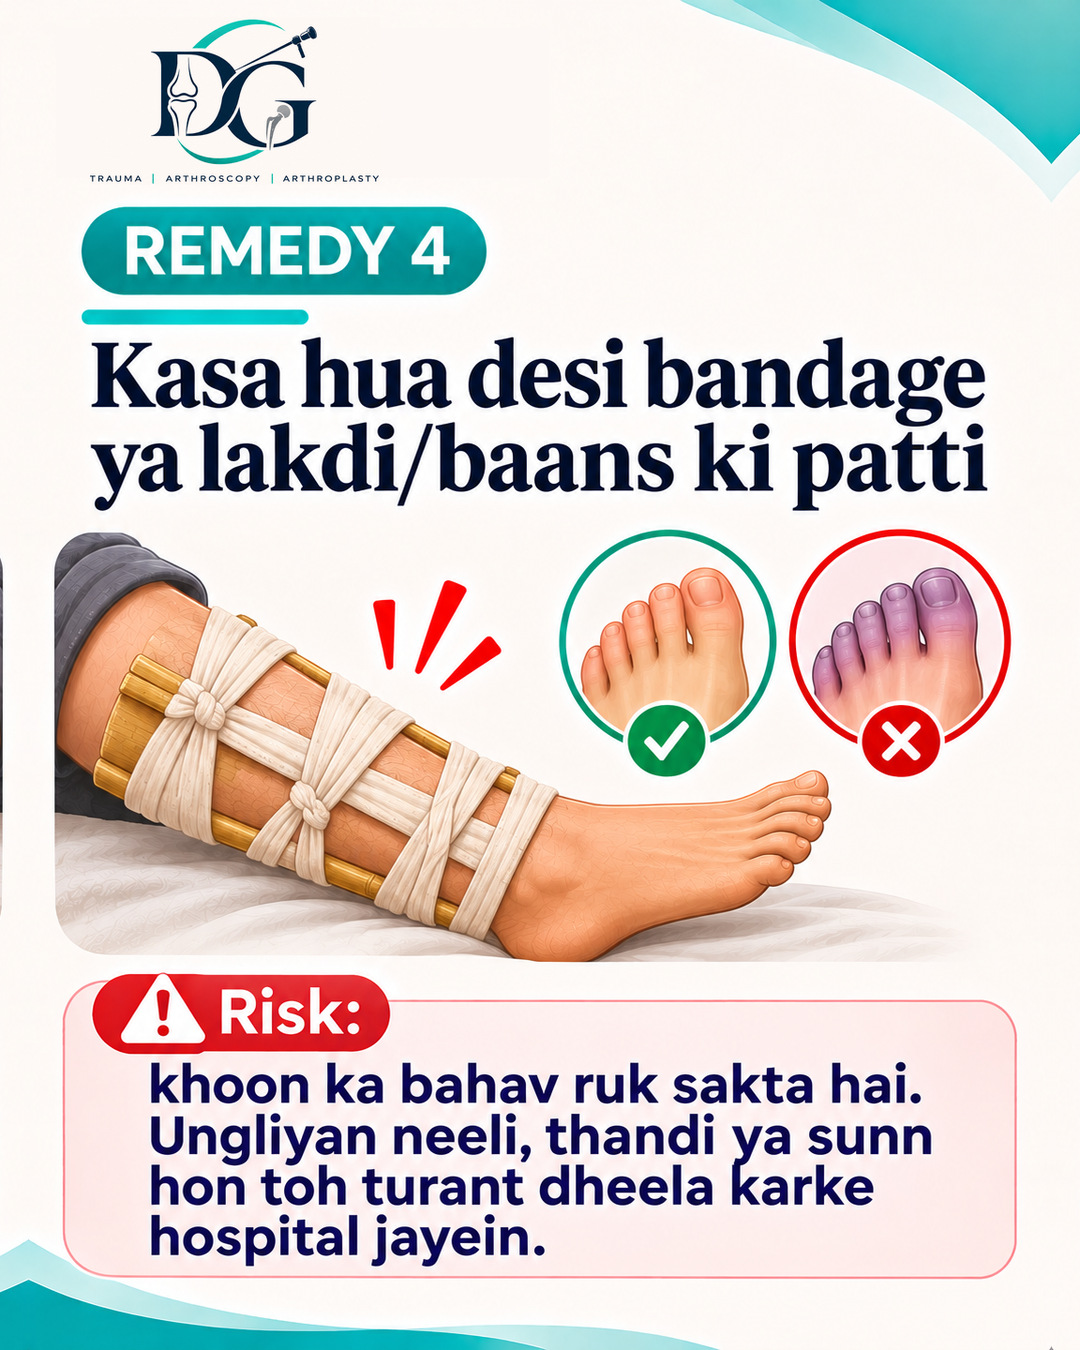 DG
TRAUMA | ARTHROSCOPY | ARTHROPLASTY
REMEDY 4
Kasa hua desi bandage
ya lakdi/baans ki patti
Risk:
khoon ka bahav ruk sakta hai.
Ungliyan neeli, thandi ya sunn
hon toh turant dheela karke
hospital jayein.